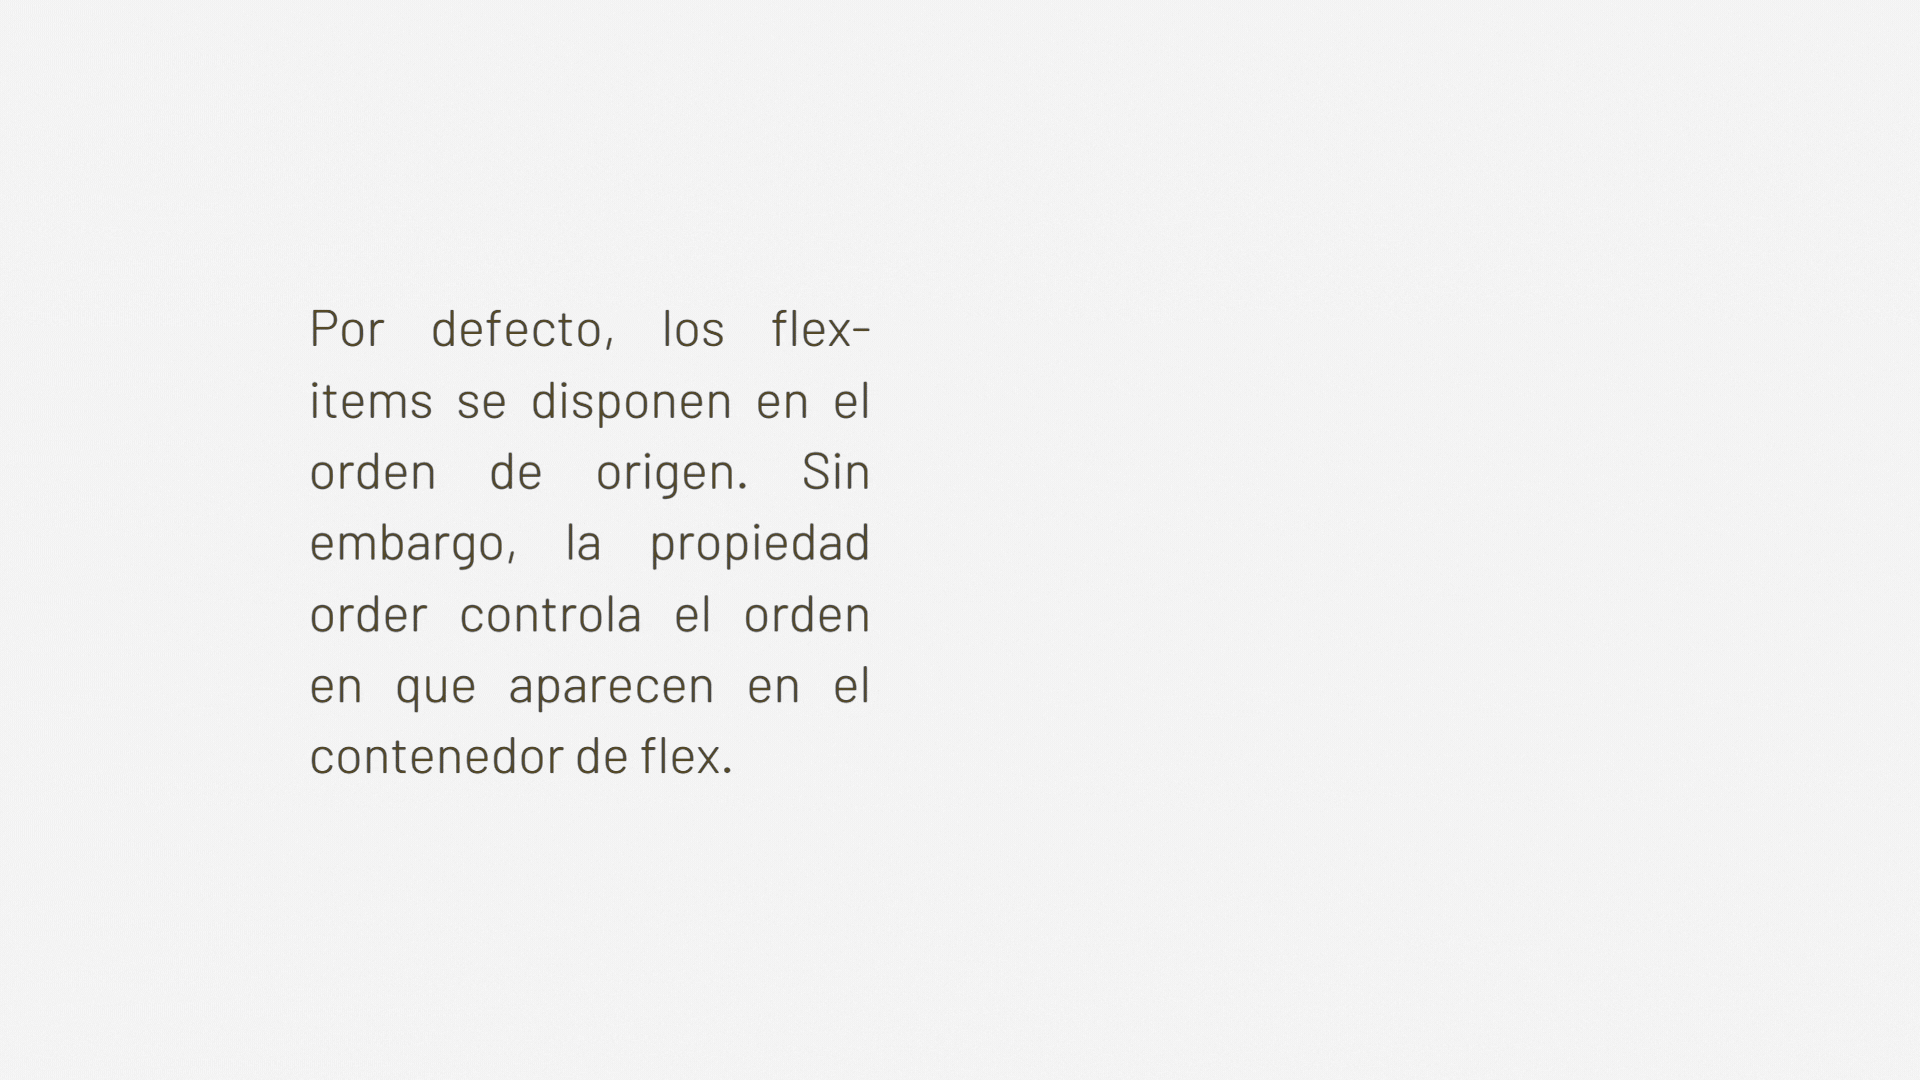 Por defecto, los flex-
items se disponen en el
orden de origen. Sin
embargo, la propiedad
order controla el orden
en que aparecen en el
contenedor de flex.